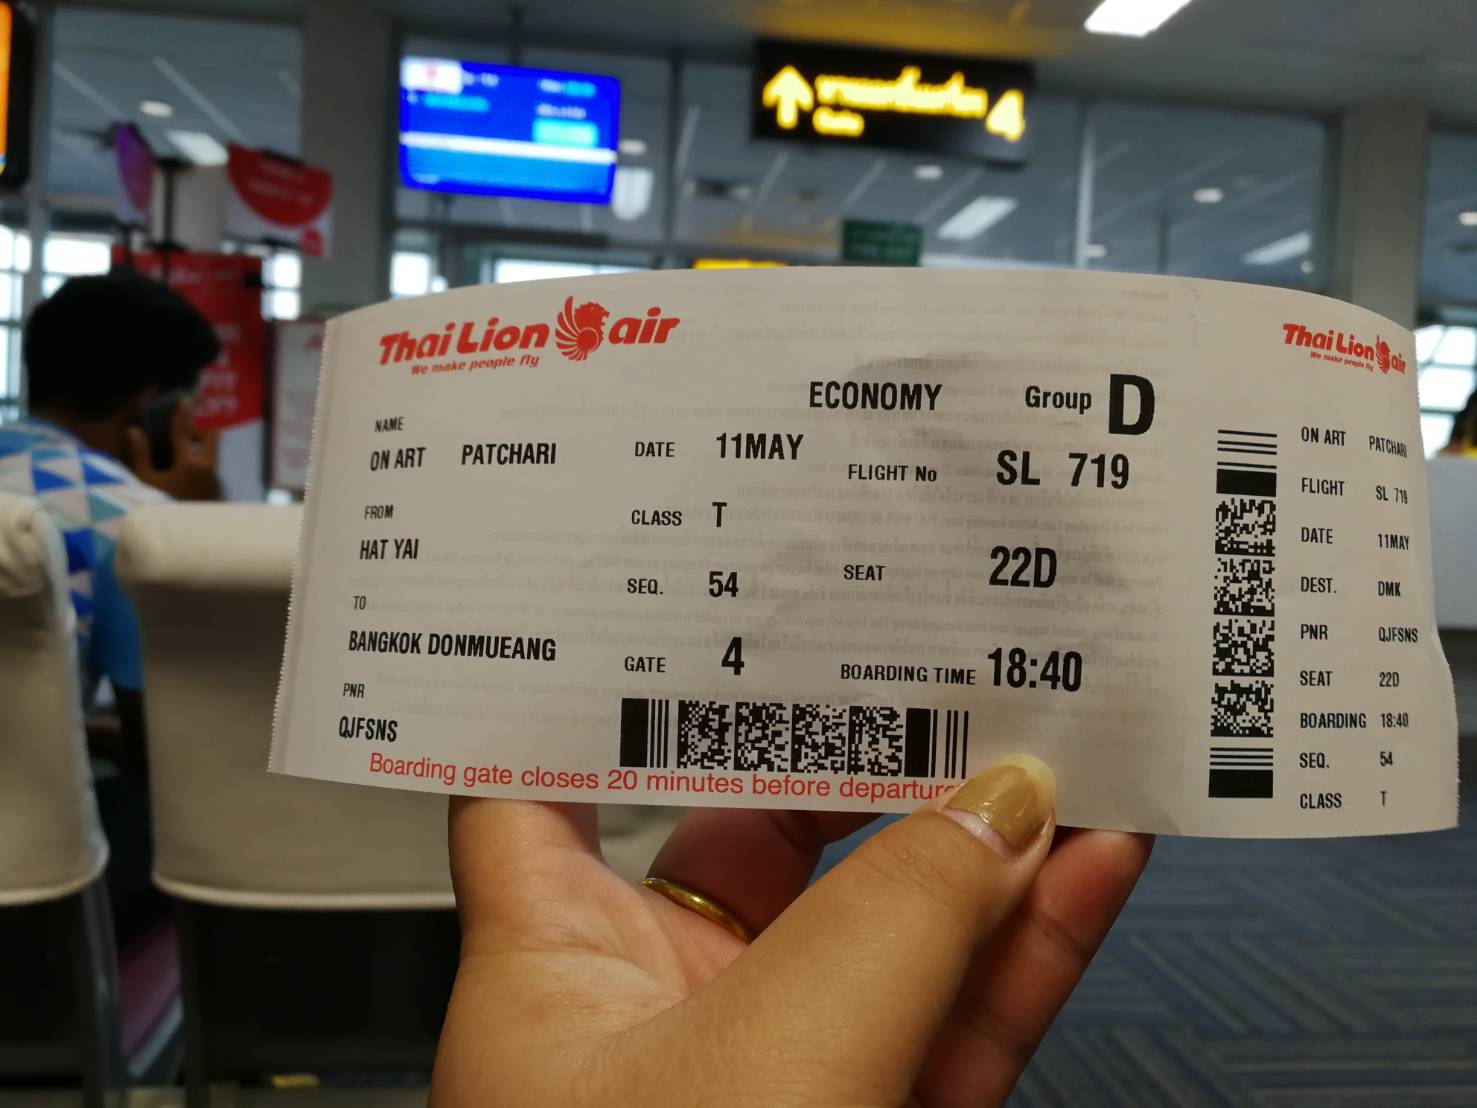 4
Gate
Thai Lion air
We make people fly
ECONOMY Group D
NAME
ON ART PATCHARI DATE 11MAY FLIGHT No SL 719
FROM
HAT YAI
CLASS T
SEQ. 54 SEAT 22D
TO
BANGKOK DONMUEANG
GATE 4 BOARDING TIME 18:40
PNR
QJFSNS
Boarding gate closes 20 minutes before departure
Thai Lion air
We make people fly
ON ART PATCHARI
FLIGHT SL 719
DATE 11MAY
DEST. DMK
PNR QJFSNS
SEAT 22D
BOARDING 18:40
SEQ. 54
CLASS T